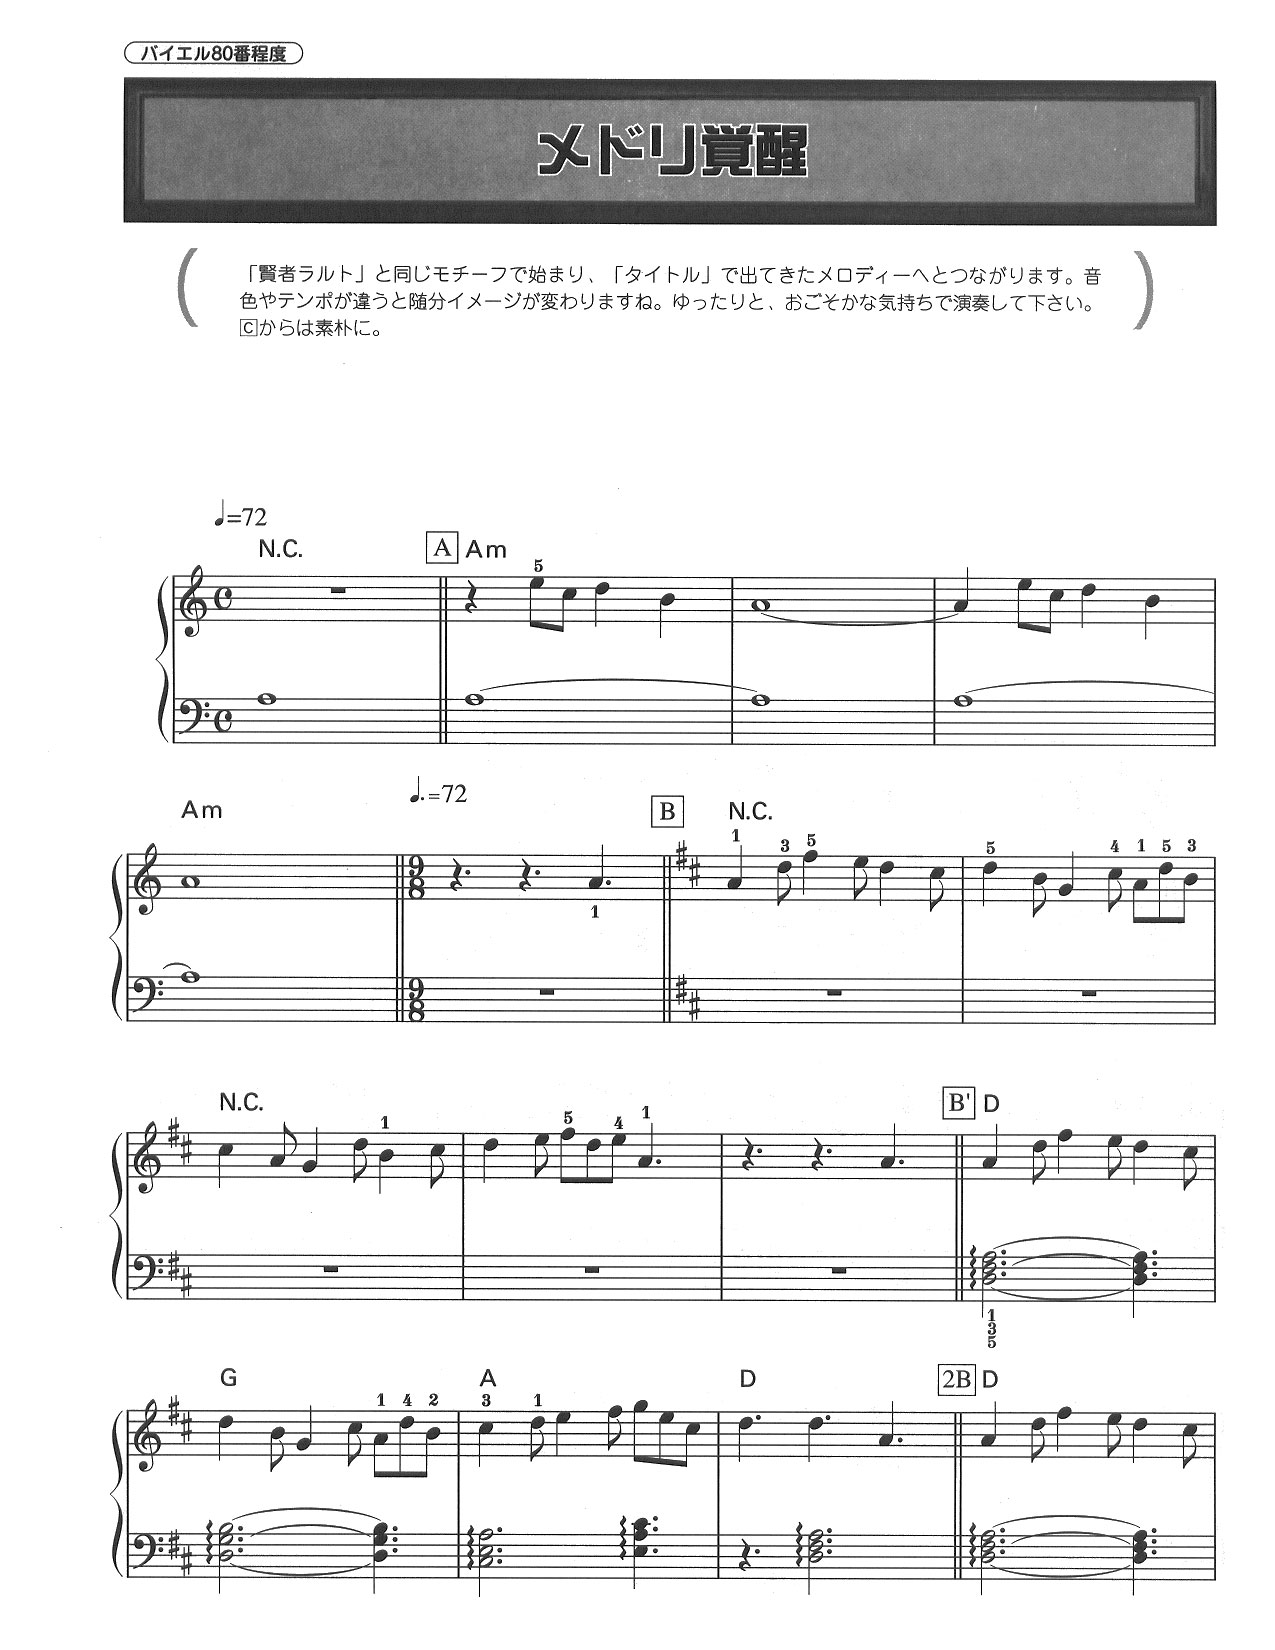 バイエル80番程度
メドリ覚醒
「賢者ラルト」と同じモチーフで始まり、「タイトル」で出てきたメロディーへとつながります。音
色やテンポが違うと随分イメージが変わりますね。ゆったりと、おごそかな気持ちで演奏して下さい。
Cからは素朴に。
♩=72
N.C. A Am
5
Am ♩.=72 B N.C.
1 3 5 5 4 1 5 3
1
9 8
9 8
N.C. B' D
1 5 4 1
1
3
5
G A D 2B D
1 4 2 3 1